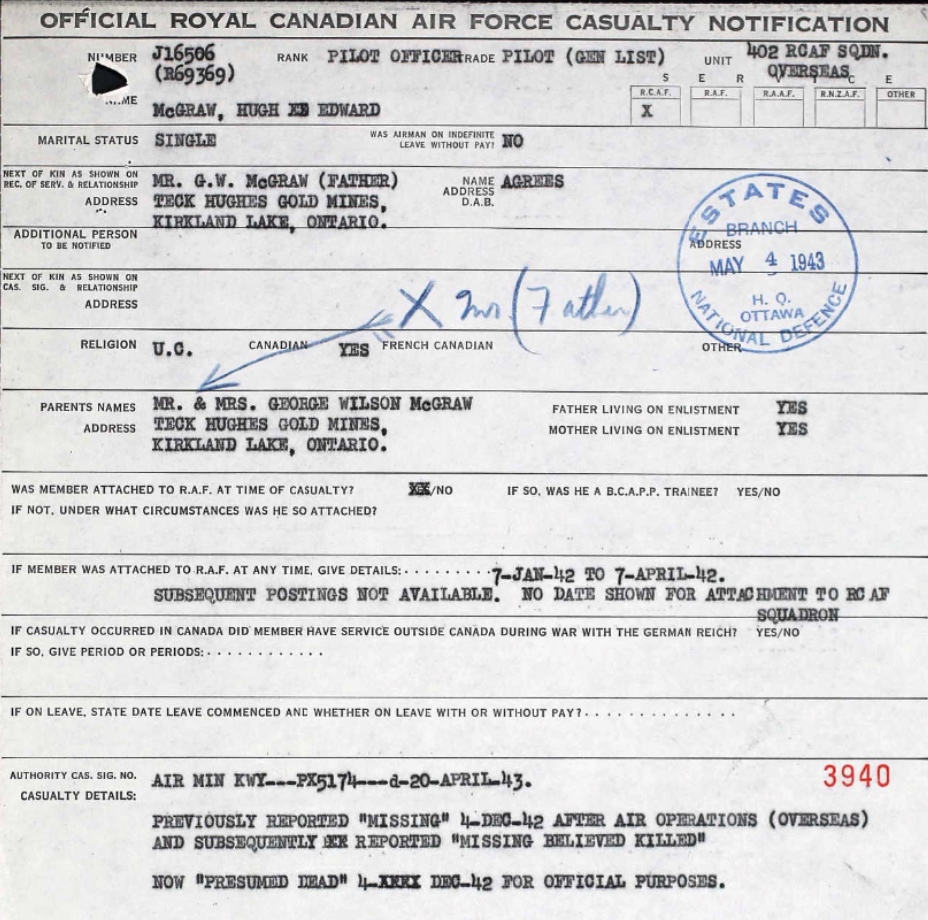 OFFICIAL ROYAL CANADIAN AIR FORCE CASUALTY NOTIFICATION
NUMBER J16506 RANK PILOT OFFICER TRADE PILOT (GEN LIST) UNIT 402 RCAF SQDN.
(R69369) OVERSEAS
S E R V I C E
R.C.A.F. R.A.F. R.A.A.F. R.N.Z.A.F. OTHER
NAME McGRAW, HUGH EDWARD X
MARITAL STATUS SINGLE WAS AIRMAN ON INDEFINITE LEAVE WITHOUT PAY? NO
NEXT OF KIN AS SHOWN ON REC. OF SERV. & RELATIONSHIP MR. G.W. McGRAW (FATHER) NAME ADDRESS D.A.B. AGREES
ADDRESS TECK HUGHES GOLD MINES,
KIRKLAND LAKE, ONTARIO.
ADDITIONAL PERSON TO BE NOTIFIED ADDRESS
ESTATES
BRANCH
MAY 4 1943
H. Q.
OTTAWA
NATIONAL DEFENCE
NEXT OF KIN AS SHOWN ON CAS. SIG. & RELATIONSHIP
ADDRESS
X Mr. (Father)
RELIGION U.C. CANADIAN YES FRENCH CANADIAN OTHER
PARENTS NAMES MR. & MRS. GEORGE WILSON McGRAW FATHER LIVING ON ENLISTMENT YES
ADDRESS TECK HUGHES GOLD MINES, MOTHER LIVING ON ENLISTMENT YES
KIRKLAND LAKE, ONTARIO.
WAS MEMBER ATTACHED TO R.A.F. AT TIME OF CASUALTY? XX/NO IF SO, WAS HE A B.C.A.P.P. TRAINEE? YES/NO
IF NOT, UNDER WHAT CIRCUMSTANCES WAS HE SO ATTACHED?
IF MEMBER WAS ATTACHED TO R.A.F. AT ANY TIME, GIVE DETAILS: . . . . . . . . . 7-JAN-42 TO 7-APRIL-42.
SUBSEQUENT POSTINGS NOT AVAILABLE. NO DATE SHOWN FOR ATTACHMENT TO RCAF
SQUADRON
IF CASUALTY OCCURRED IN CANADA DID MEMBER HAVE SERVICE OUTSIDE CANADA DURING WAR WITH THE GERMAN REICH? YES/NO
IF SO, GIVE PERIOD OR PERIODS: . . . . . . . . . . . .
IF ON LEAVE, STATE DATE LEAVE COMMENCED AND WHETHER ON LEAVE WITH OR WITHOUT PAY? . . . . . . . . . . . . . .
AUTHORITY CAS. SIG. NO. AIR MIN KWY---PX5174---d-20-APRIL-43. 3940
CASUALTY DETAILS:
PREVIOUSLY REPORTED "MISSING" 4-DEC-42 AFTER AIR OPERATIONS (OVERSEAS)
AND SUBSEQUENTLY REPORTED "MISSING BELIEVED KILLED"
NOW "PRESUMED DEAD" 4-XXXX DEC-42 FOR OFFICIAL PURPOSES.